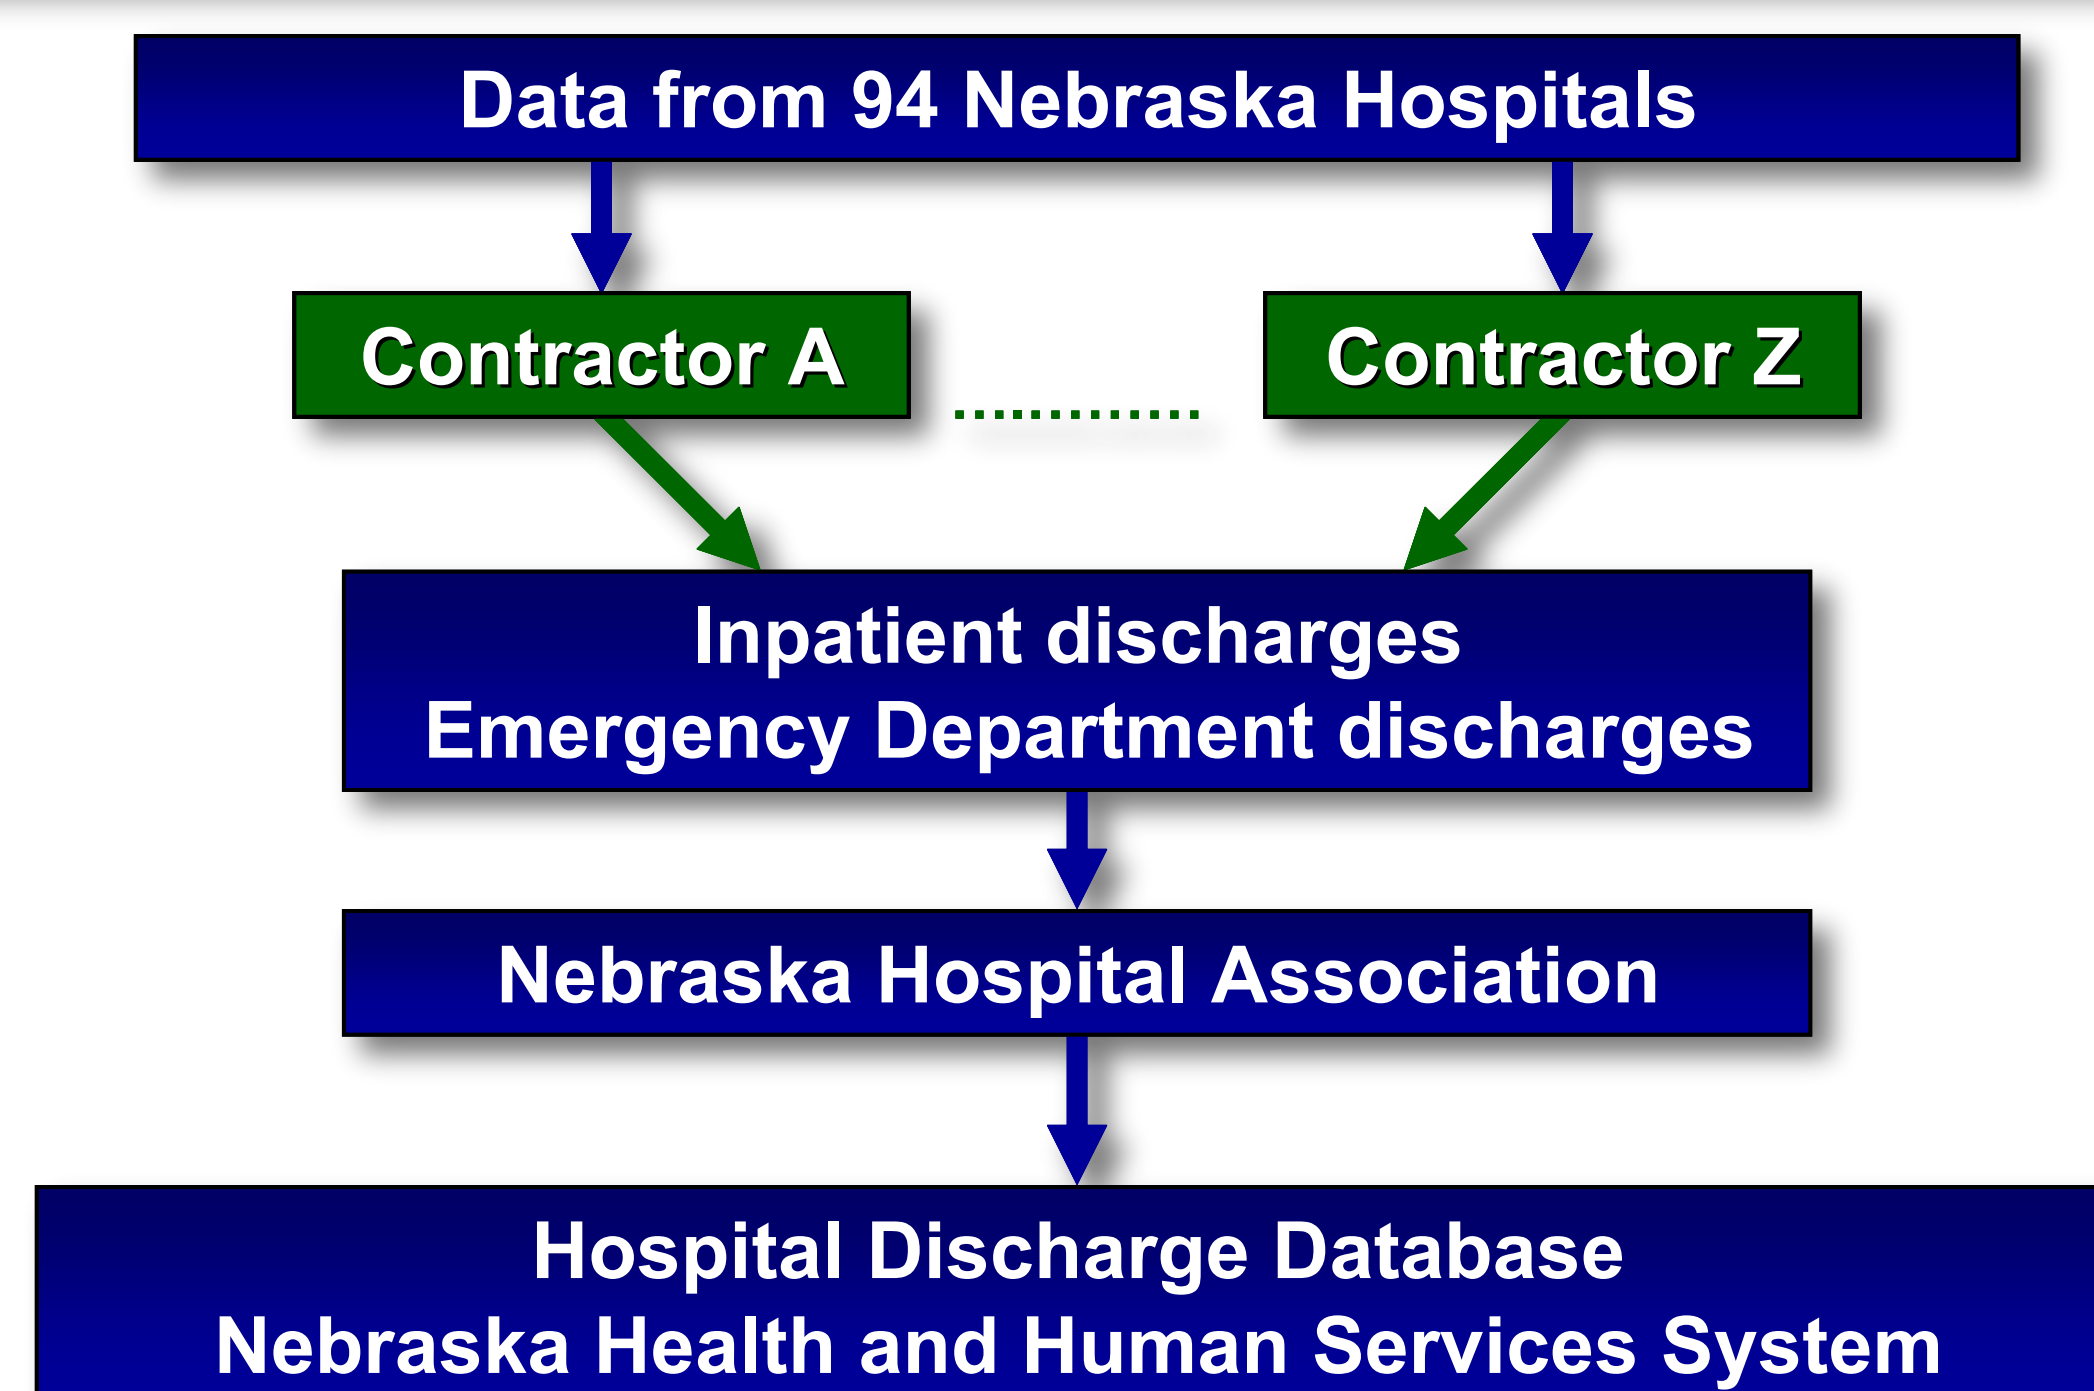 Data from 94 Nebraska Hospitals
Contractor A
Contractor Z
Inpatient discharges
Emergency Department discharges
Nebraska Hospital Association
Hospital Discharge Database
Nebraska Health and Human Services System